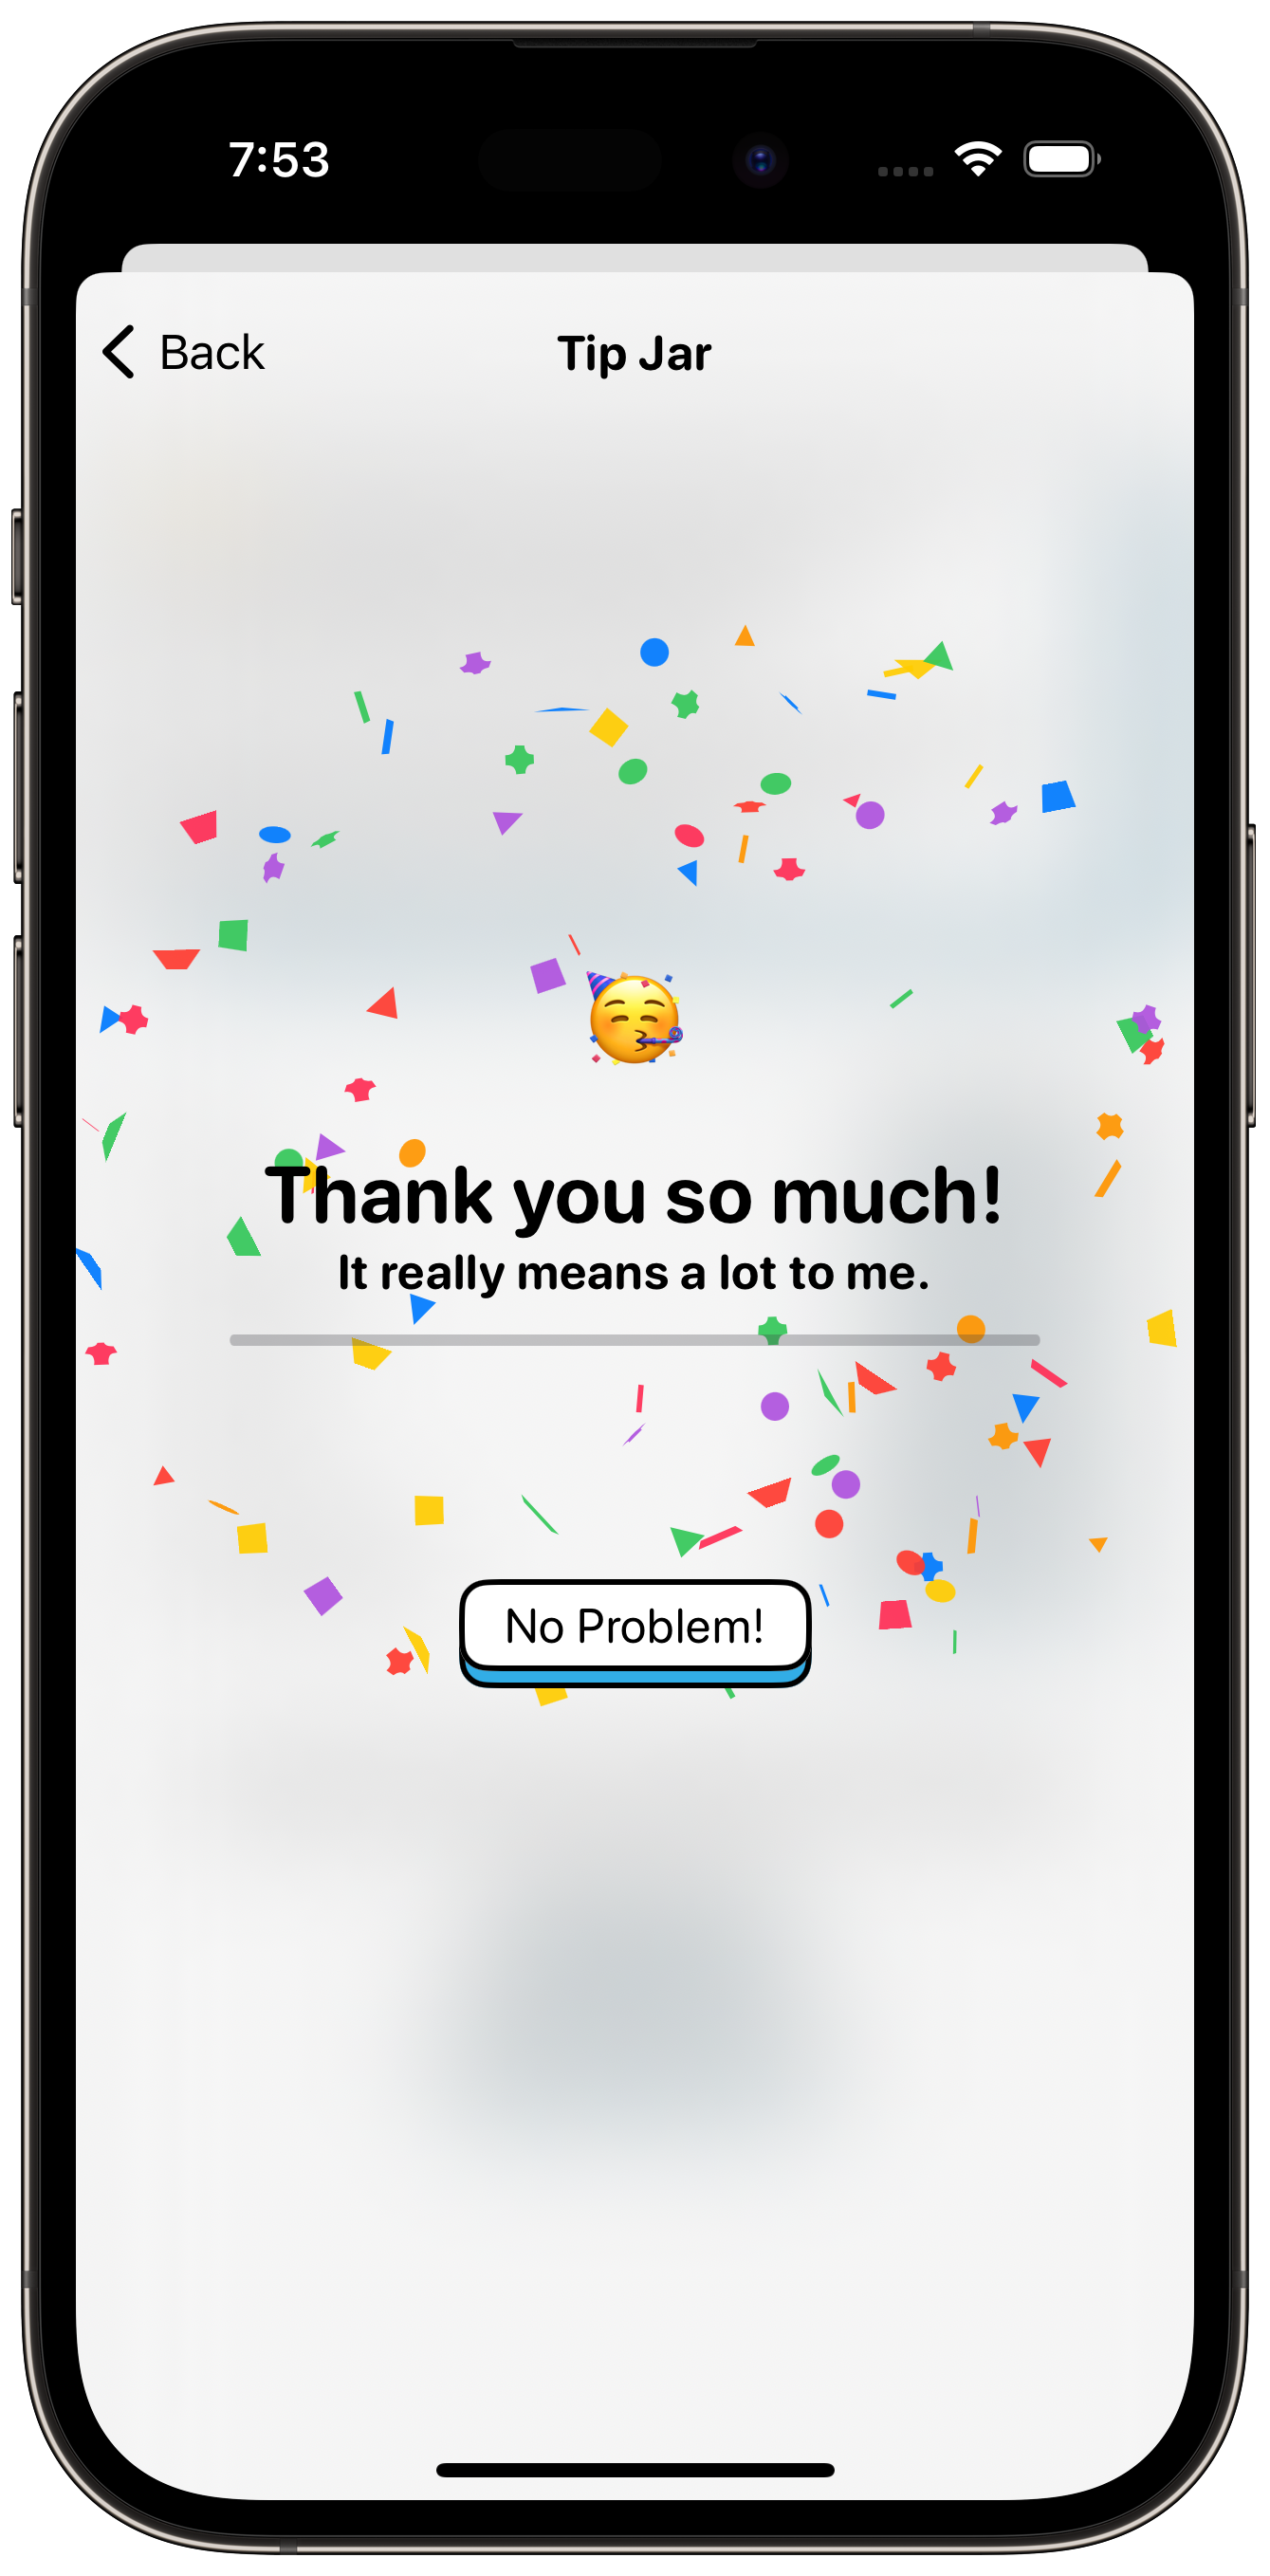 7:53
Back
Tip Jar
Thank you so much!
It really means a lot to me.
No Problem!